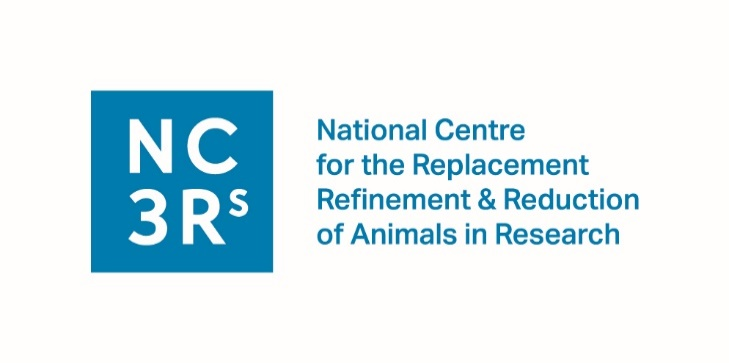 NC
3Rs
National Centre
for the Replacement
Refinement & Reduction
of Animals in Research